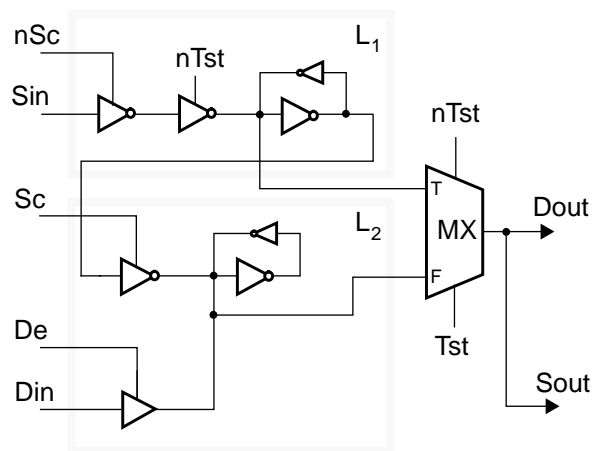 nSc
L1
nTst
Sin
nTst
T
Sc
L2
MX
Dout
F
De
Tst
Din
Sout